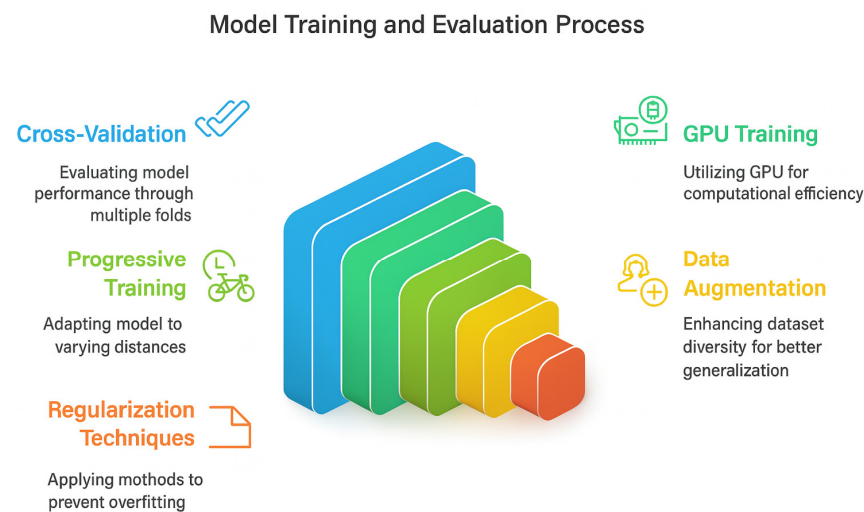 Model Training and Evaluation Process
Cross-Validation
Evaluating model
performance through
multiple folds
GPU Training
Utilizing GPU for
computational efficiency
Progressive
Training
Adapting model to
varying distances
Data
Augmentation
Enhancing dataset
diversity for better
generalization
Regularization
Techniques
Applying mothods to
prevent overfitting